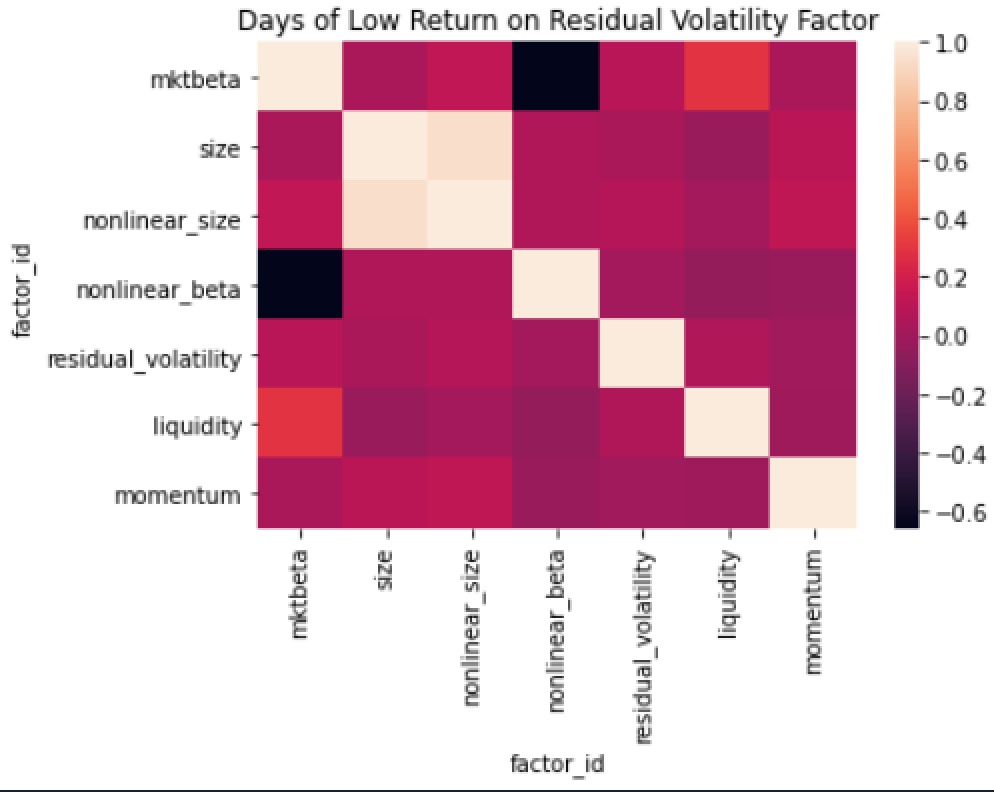 Days of Low Return on Residual Volatility Factor
mktbeta
size
nonlinear_size
nonlinear_beta
residual_volatility
liquidity
momentum
factor_id
mktbeta
size
nonlinear_size
nonlinear_beta
residual_volatility
liquidity
momentum
factor_id
1.0
0.8
0.6
0.4
0.2
0.0
−0.2
−0.4
−0.6